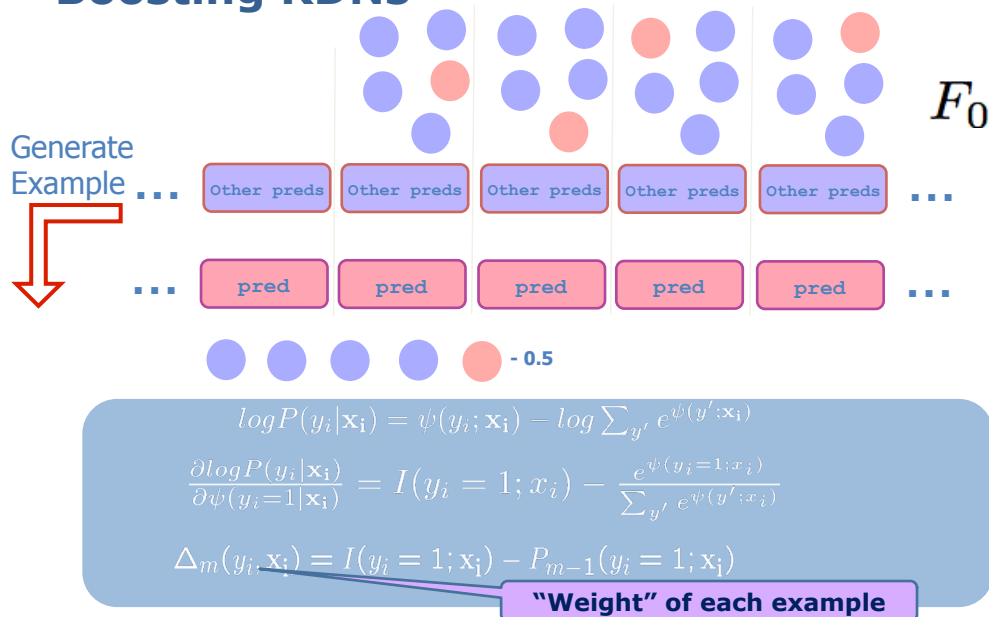 Boosting RDNs
F₀
Generate
Example
... Other preds Other preds Other preds Other preds Other preds ...
... pred pred pred pred pred ...
- 0.5
logP(y_i|x_i) = ψ(y_i; x_i) − log ∑_{y'} e^{ψ(y';x_i)}
∂logP(y_i|x_i) / ∂ψ(y_i=1|x_i) = I(y_i = 1; x_i) − e^{ψ(y_i=1;x_i)} / ∑_{y'} e^{ψ(y';x_i)}
Δ_m(y_i; x_i) = I(y_i = 1; x_i) − P_{m−1}(y_i = 1; x_i)
“Weight” of each example